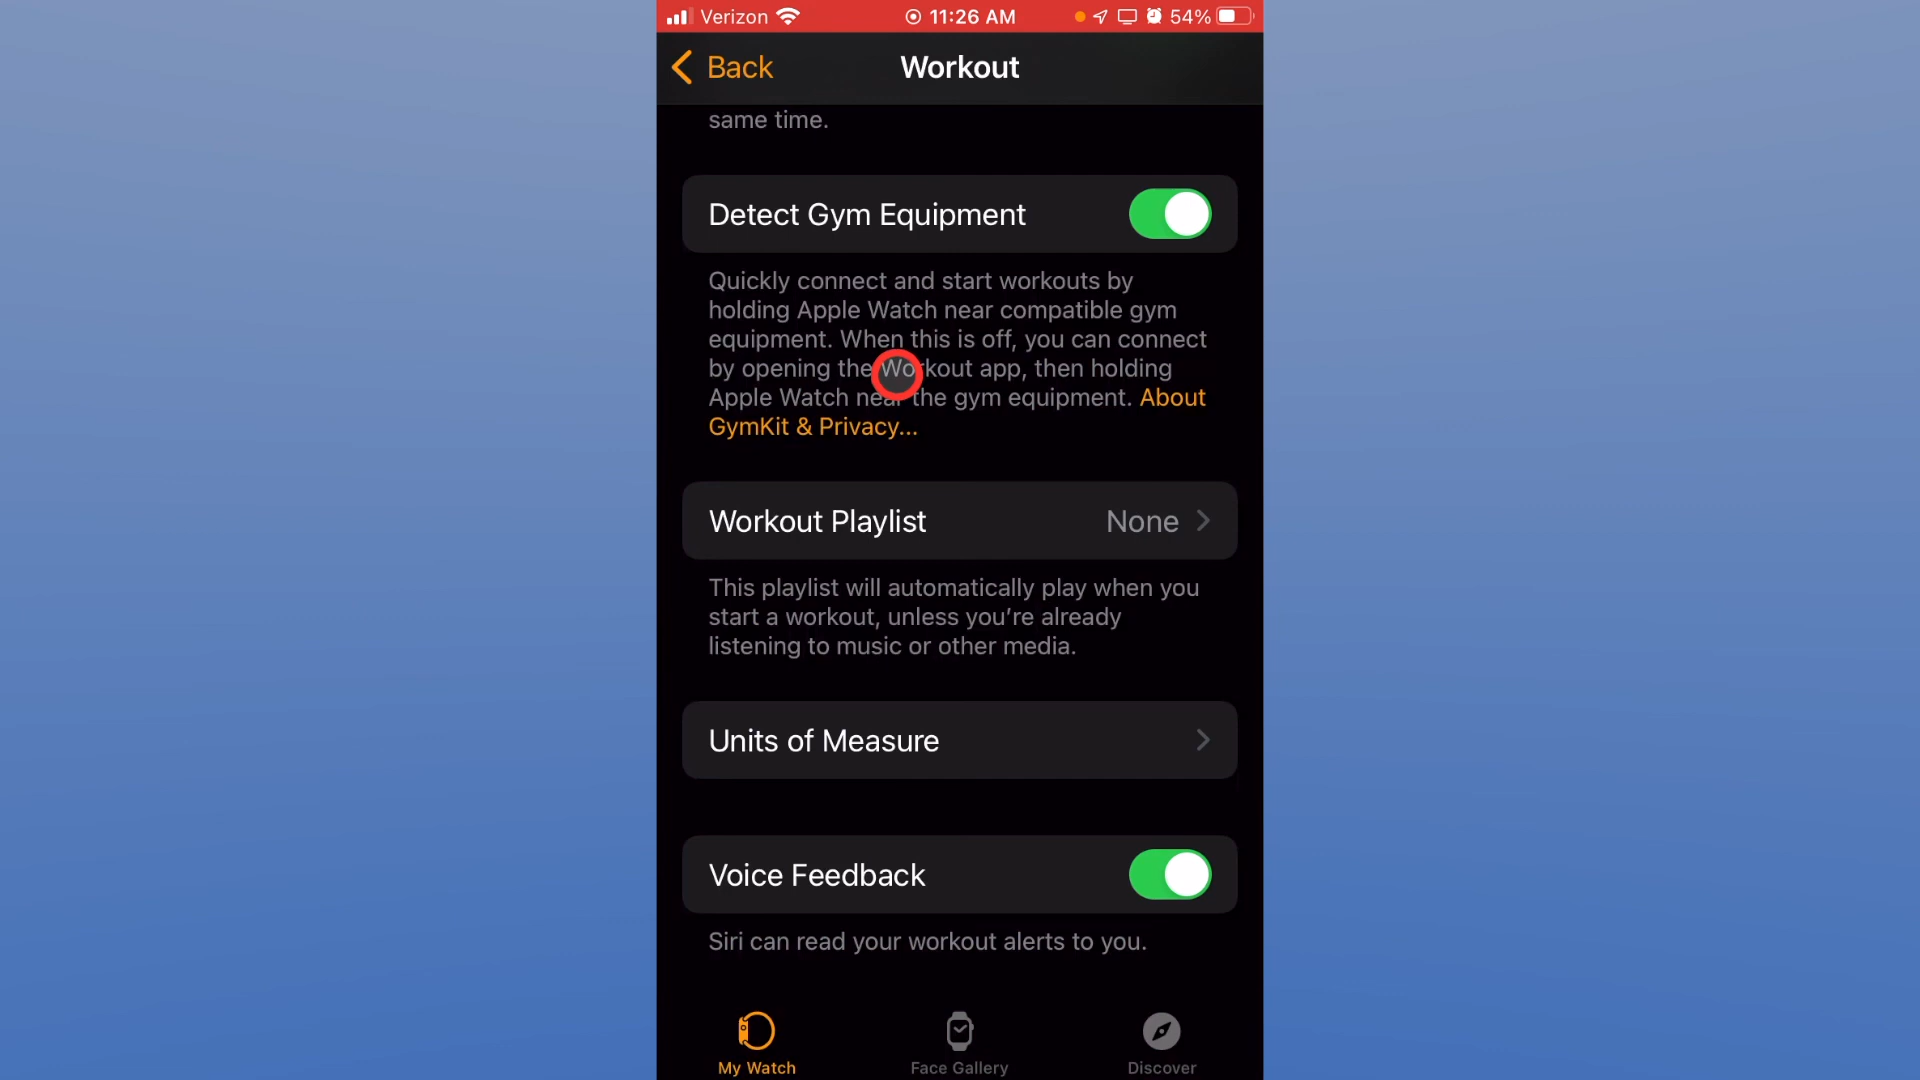 Verizon 11:26 AM 54%
Back Workout
same time.
Detect Gym Equipment
Quickly connect and start workouts by
holding Apple Watch near compatible gym
equipment. When this is off, you can connect
by opening the Workout app, then holding
Apple Watch near the gym equipment. About
GymKit & Privacy...
Workout Playlist None
This playlist will automatically play when you
start a workout, unless you’re already
listening to music or other media.
Units of Measure
Voice Feedback
Siri can read your workout alerts to you.
My Watch Face Gallery Discover